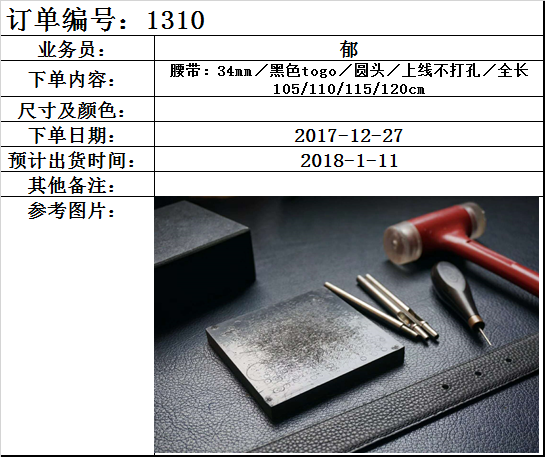 订单编号：1310
业务员： 郁
下单内容： 腰带：34mm／黑色togo／圆头／上线不打孔／全长
105/110/115/120cm
尺寸及颜色：
下单日期： 2017-12-27
预计出货时间： 2018-1-11
其他备注：
参考图片：